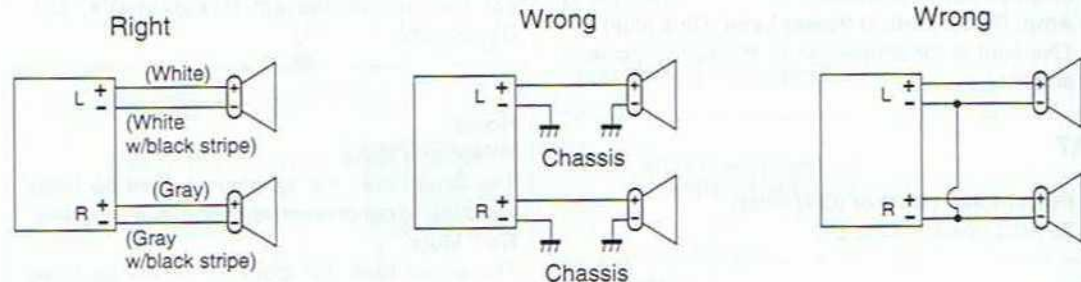 Right
L
+
−
(White)
+
−
(White
w/black stripe)
R
+
−
(Gray)
+
−
(Gray
w/black stripe)
Wrong
L
+
−
+
−
Chassis
R
+
−
+
−
Chassis
Wrong
L
+
−
+
−
R
+
−
+
−